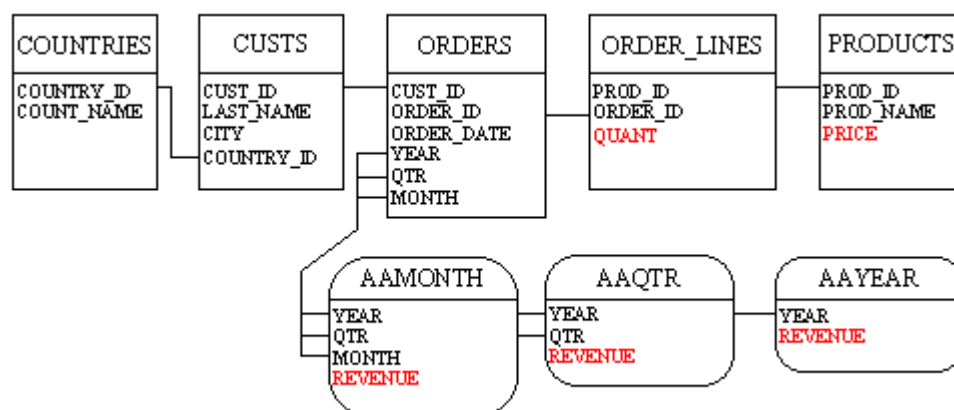 COUNTRIES
COUNTRY_ID
COUNT_NAME
CUSTS
CUST_ID
LAST_NAME
CITY
COUNTRY_ID
ORDERS
CUST_ID
ORDER_ID
ORDER_DATE
YEAR
QTR
MONTH
ORDER_LINES
PROD_ID
ORDER_ID
QUANT
PRODUCTS
PROD_ID
PROD_NAME
PRICE
AAMONTH
YEAR
QTR
MONTH
REVENUE
AAQTR
YEAR
QTR
REVENUE
AAYEAR
YEAR
REVENUE